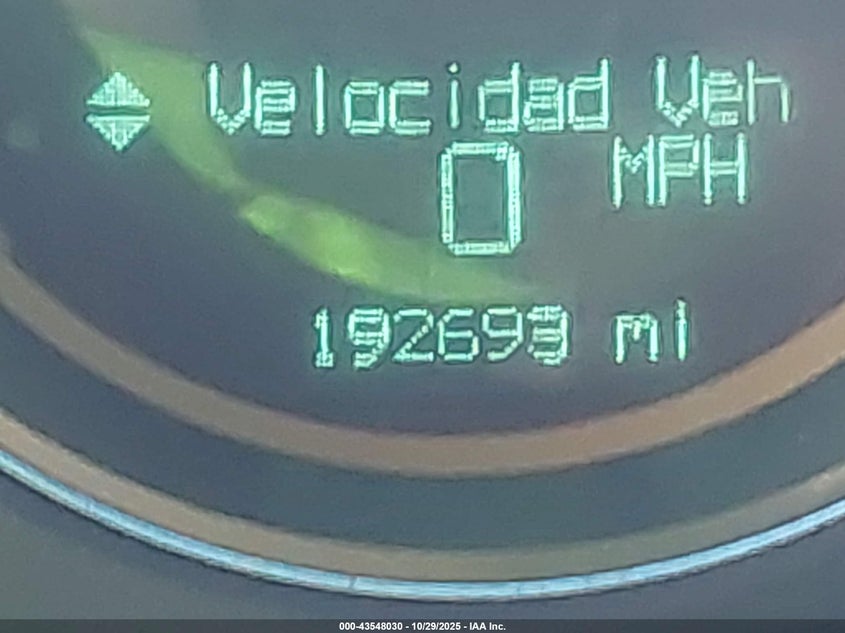 Velocidad Veh
0 MPH
192693 mi
000-43548030 - 10/29/2025 - IAA Inc.